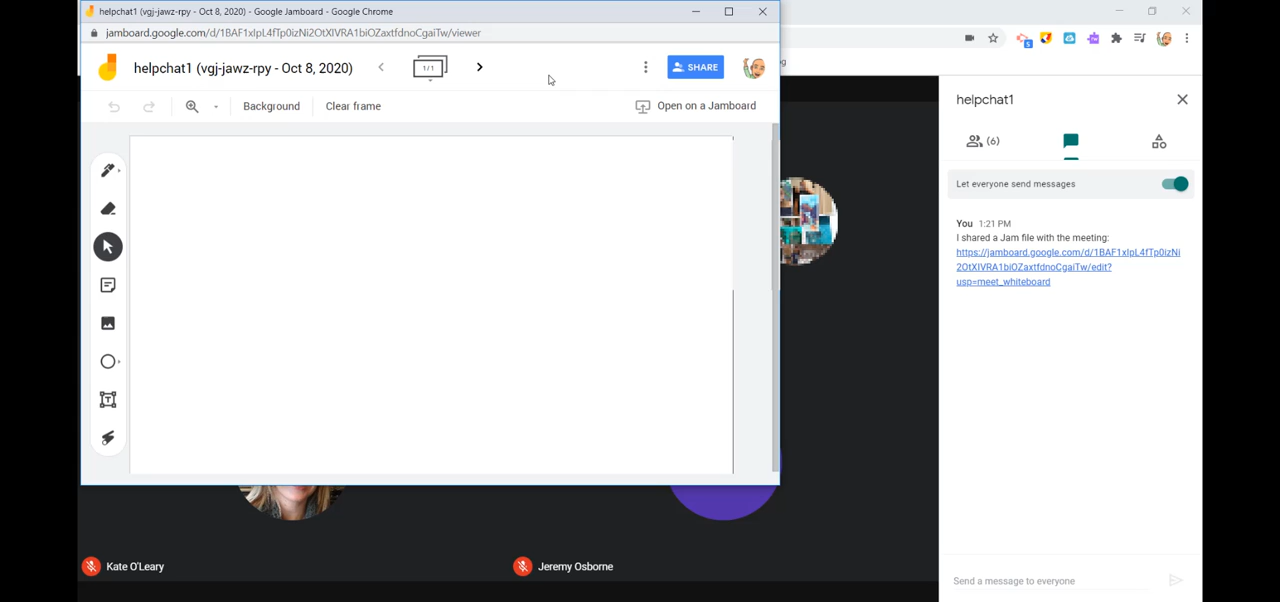 helpchat1 (vgj-jawz-rpy - Oct 8, 2020) - Google Jamboard - Google Chrome
jamboard.google.com/d/1BAF1xIpL4fTp0izNi2OtXIVRA1biOZaxtfdnoCgaiTw/viewer
helpchat1 (vgj-jawz-rpy - Oct 8, 2020)
1/1
SHARE
Background
Clear frame
Open on a Jamboard
helpchat1
(6)
Let everyone send messages
You 1:21 PM
I shared a Jam file with the meeting:
https://jamboard.google.com/d/1BAF1xIpL4fTp0izNi
2OtXIVRA1biOZaxtfdnoCgaiTw/edit?
usp=meet_whiteboard
Kate O'Leary
Jeremy Osborne
Send a message to everyone